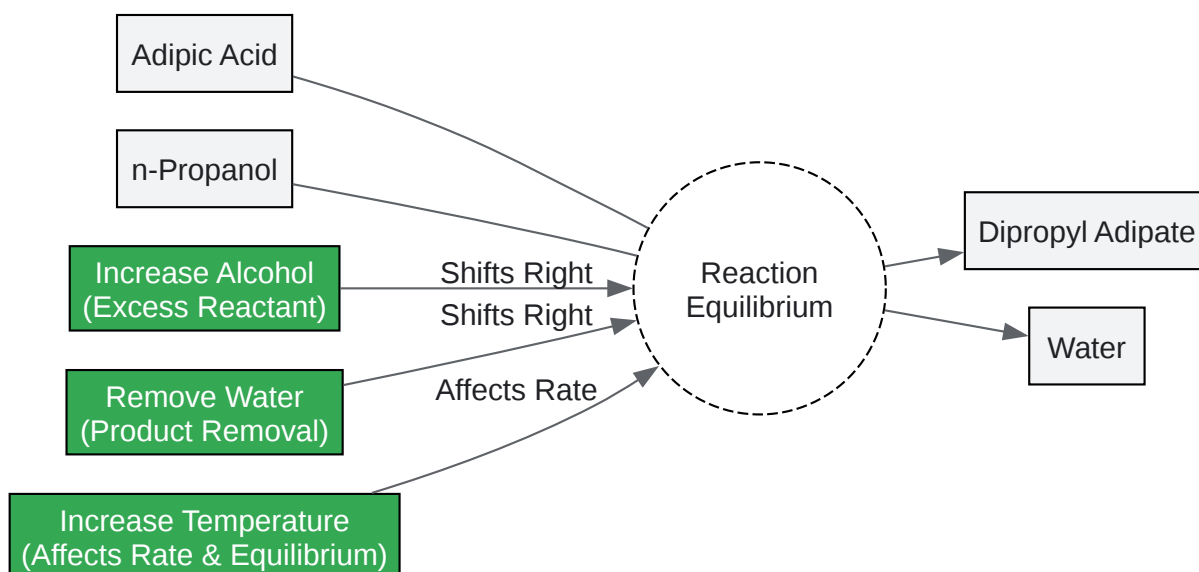 Adipic Acid
n-Propanol
Increase Alcohol
(Excess Reactant)
Remove Water
(Product Removal)
Increase Temperature
(Affects Rate & Equilibrium)
Shifts Right
Shifts Right
Affects Rate
Reaction
Equilibrium
Dipropyl Adipate
Water